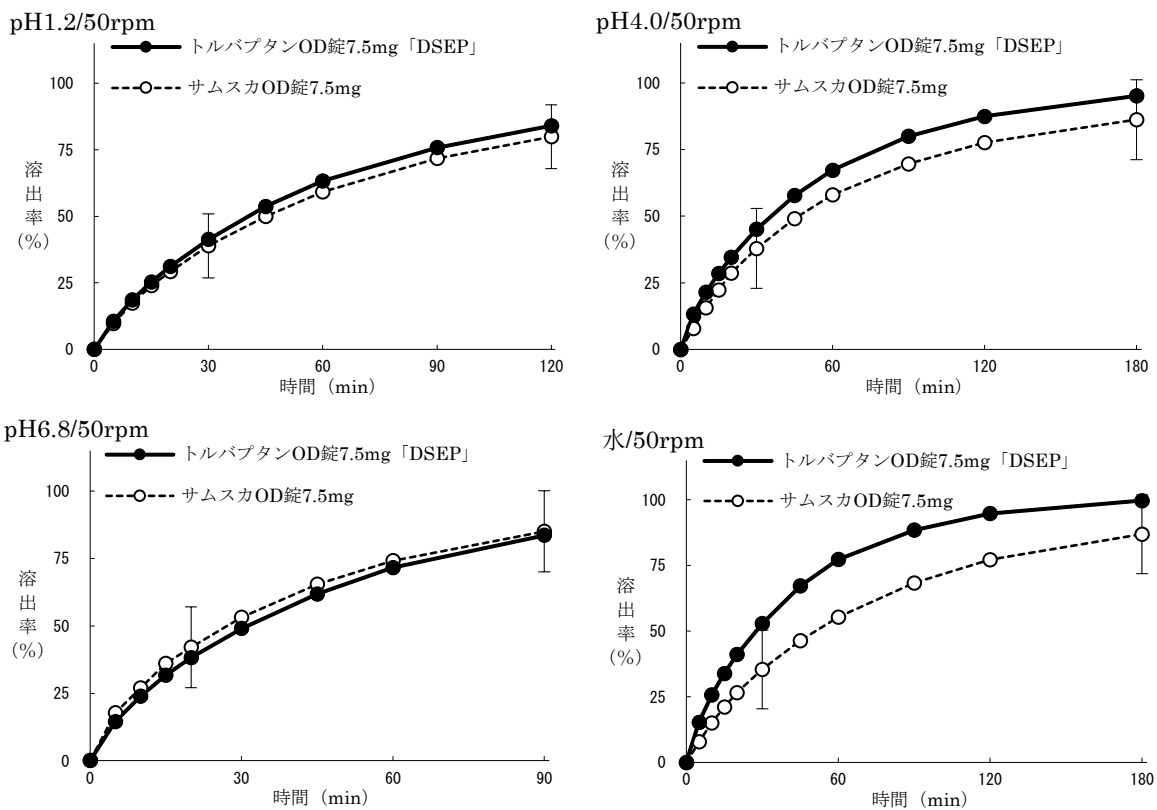 pH1.2/50rpm
トルバプタンOD錠7.5mg「DSEP」
サムスカOD錠7.5mg
100
75
50
25
0
溶出率(%)
0 30 60 90 120
時間 (min)
pH4.0/50rpm
トルバプタンOD錠7.5mg「DSEP」
サムスカOD錠7.5mg
100
75
50
25
0
溶出率(%)
0 60 120 180
時間 (min)
pH6.8/50rpm
トルバプタンOD錠7.5mg「DSEP」
サムスカOD錠7.5mg
100
75
50
25
0
溶出率(%)
0 30 60 90
時間 (min)
水/50rpm
トルバプタンOD錠7.5mg「DSEP」
サムスカOD錠7.5mg
100
75
50
25
0
溶出率(%)
0 60 120 180
時間 (min)